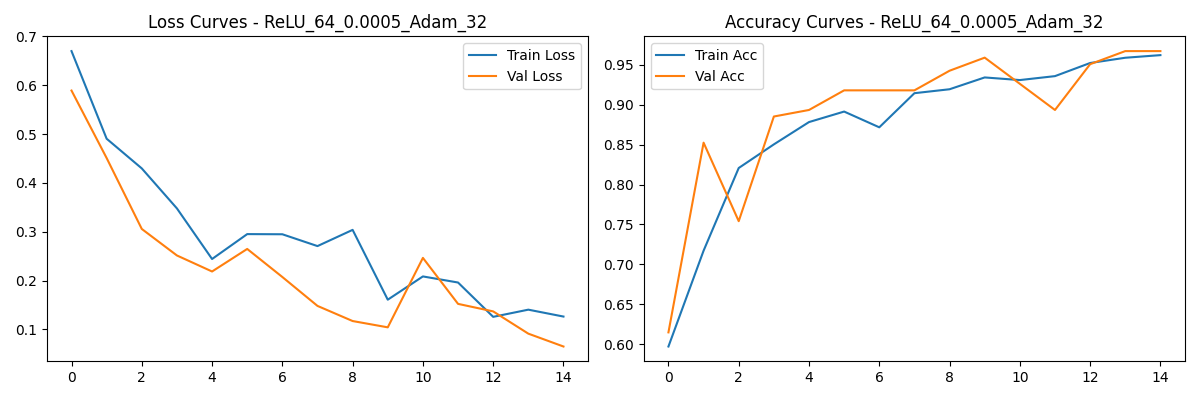 Loss Curves - ReLU_64_0.0005_Adam_32
0.7
0.6
0.5
0.4
0.3
0.2
0.1
Train Loss
Val Loss
0 2 4 6 8 10 12 14
Accuracy Curves - ReLU_64_0.0005_Adam_32
0.95
0.90
0.85
0.80
0.75
0.70
0.65
0.60
Train Acc
Val Acc
0 2 4 6 8 10 12 14